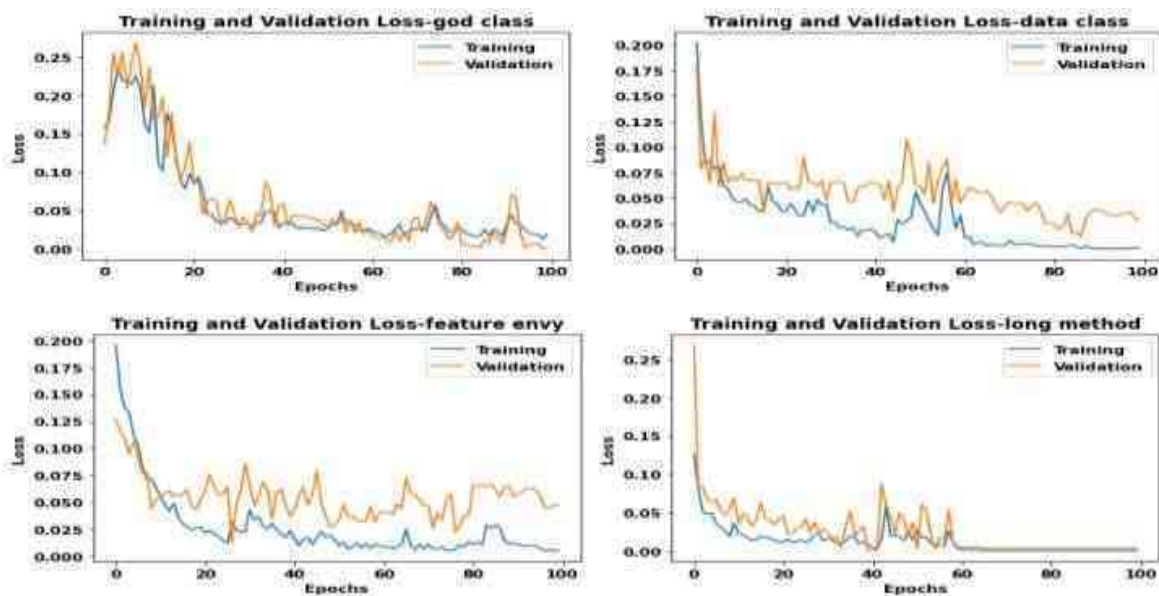 Training and Validation Loss-god class
Training
Validation
0.25
0.20
0.15
0.10
0.05
0.00
Loss
0
20
40
60
80
100
Epochs
Training and Validation Loss-data class
Training
Validation
0.200
0.175
0.150
0.125
0.100
0.075
0.050
0.025
0.000
Loss
0
20
40
60
80
100
Epochs
Training and Validation Loss-feature envy
Training
Validation
0.200
0.175
0.150
0.125
0.100
0.075
0.050
0.025
0.000
Loss
0
20
40
60
80
100
Epochs
Training and Validation Loss-long method
Training
Validation
0.25
0.20
0.15
0.10
0.05
0.00
Loss
0
20
40
60
80
100
Epochs